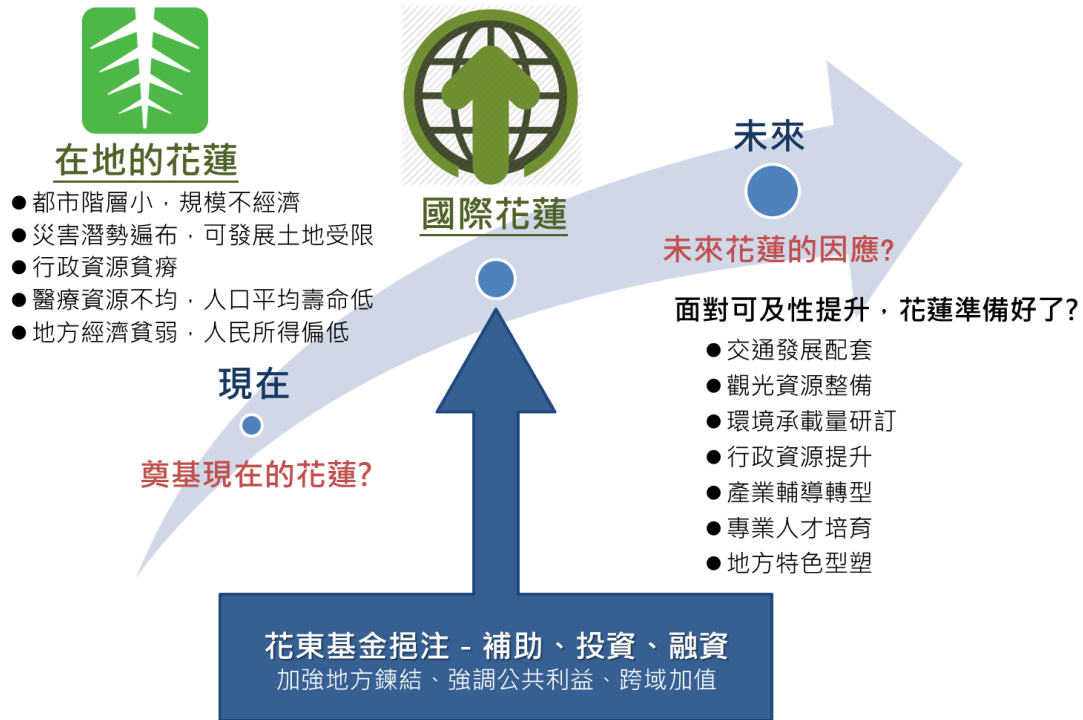 在地的花蓮
●都市階層小，規模不經濟
●災害潛勢遍布，可發展土地受限
●行政資源貧瘠
●醫療資源不均，人口平均壽命低
●地方經濟貧弱，人民所得偏低
現在
奠基現在的花蓮?
國際花蓮
未來
未來花蓮的因應?
面對可及性提升，花蓮準備好了?
●交通發展配套
●觀光資源整備
●環境承載量研訂
●行政資源提升
●產業輔導轉型
●專業人才培育
●地方特色型塑
花東基金挹注 - 補助、投資、融資
加強地方鍊結、強調公共利益、跨域加值